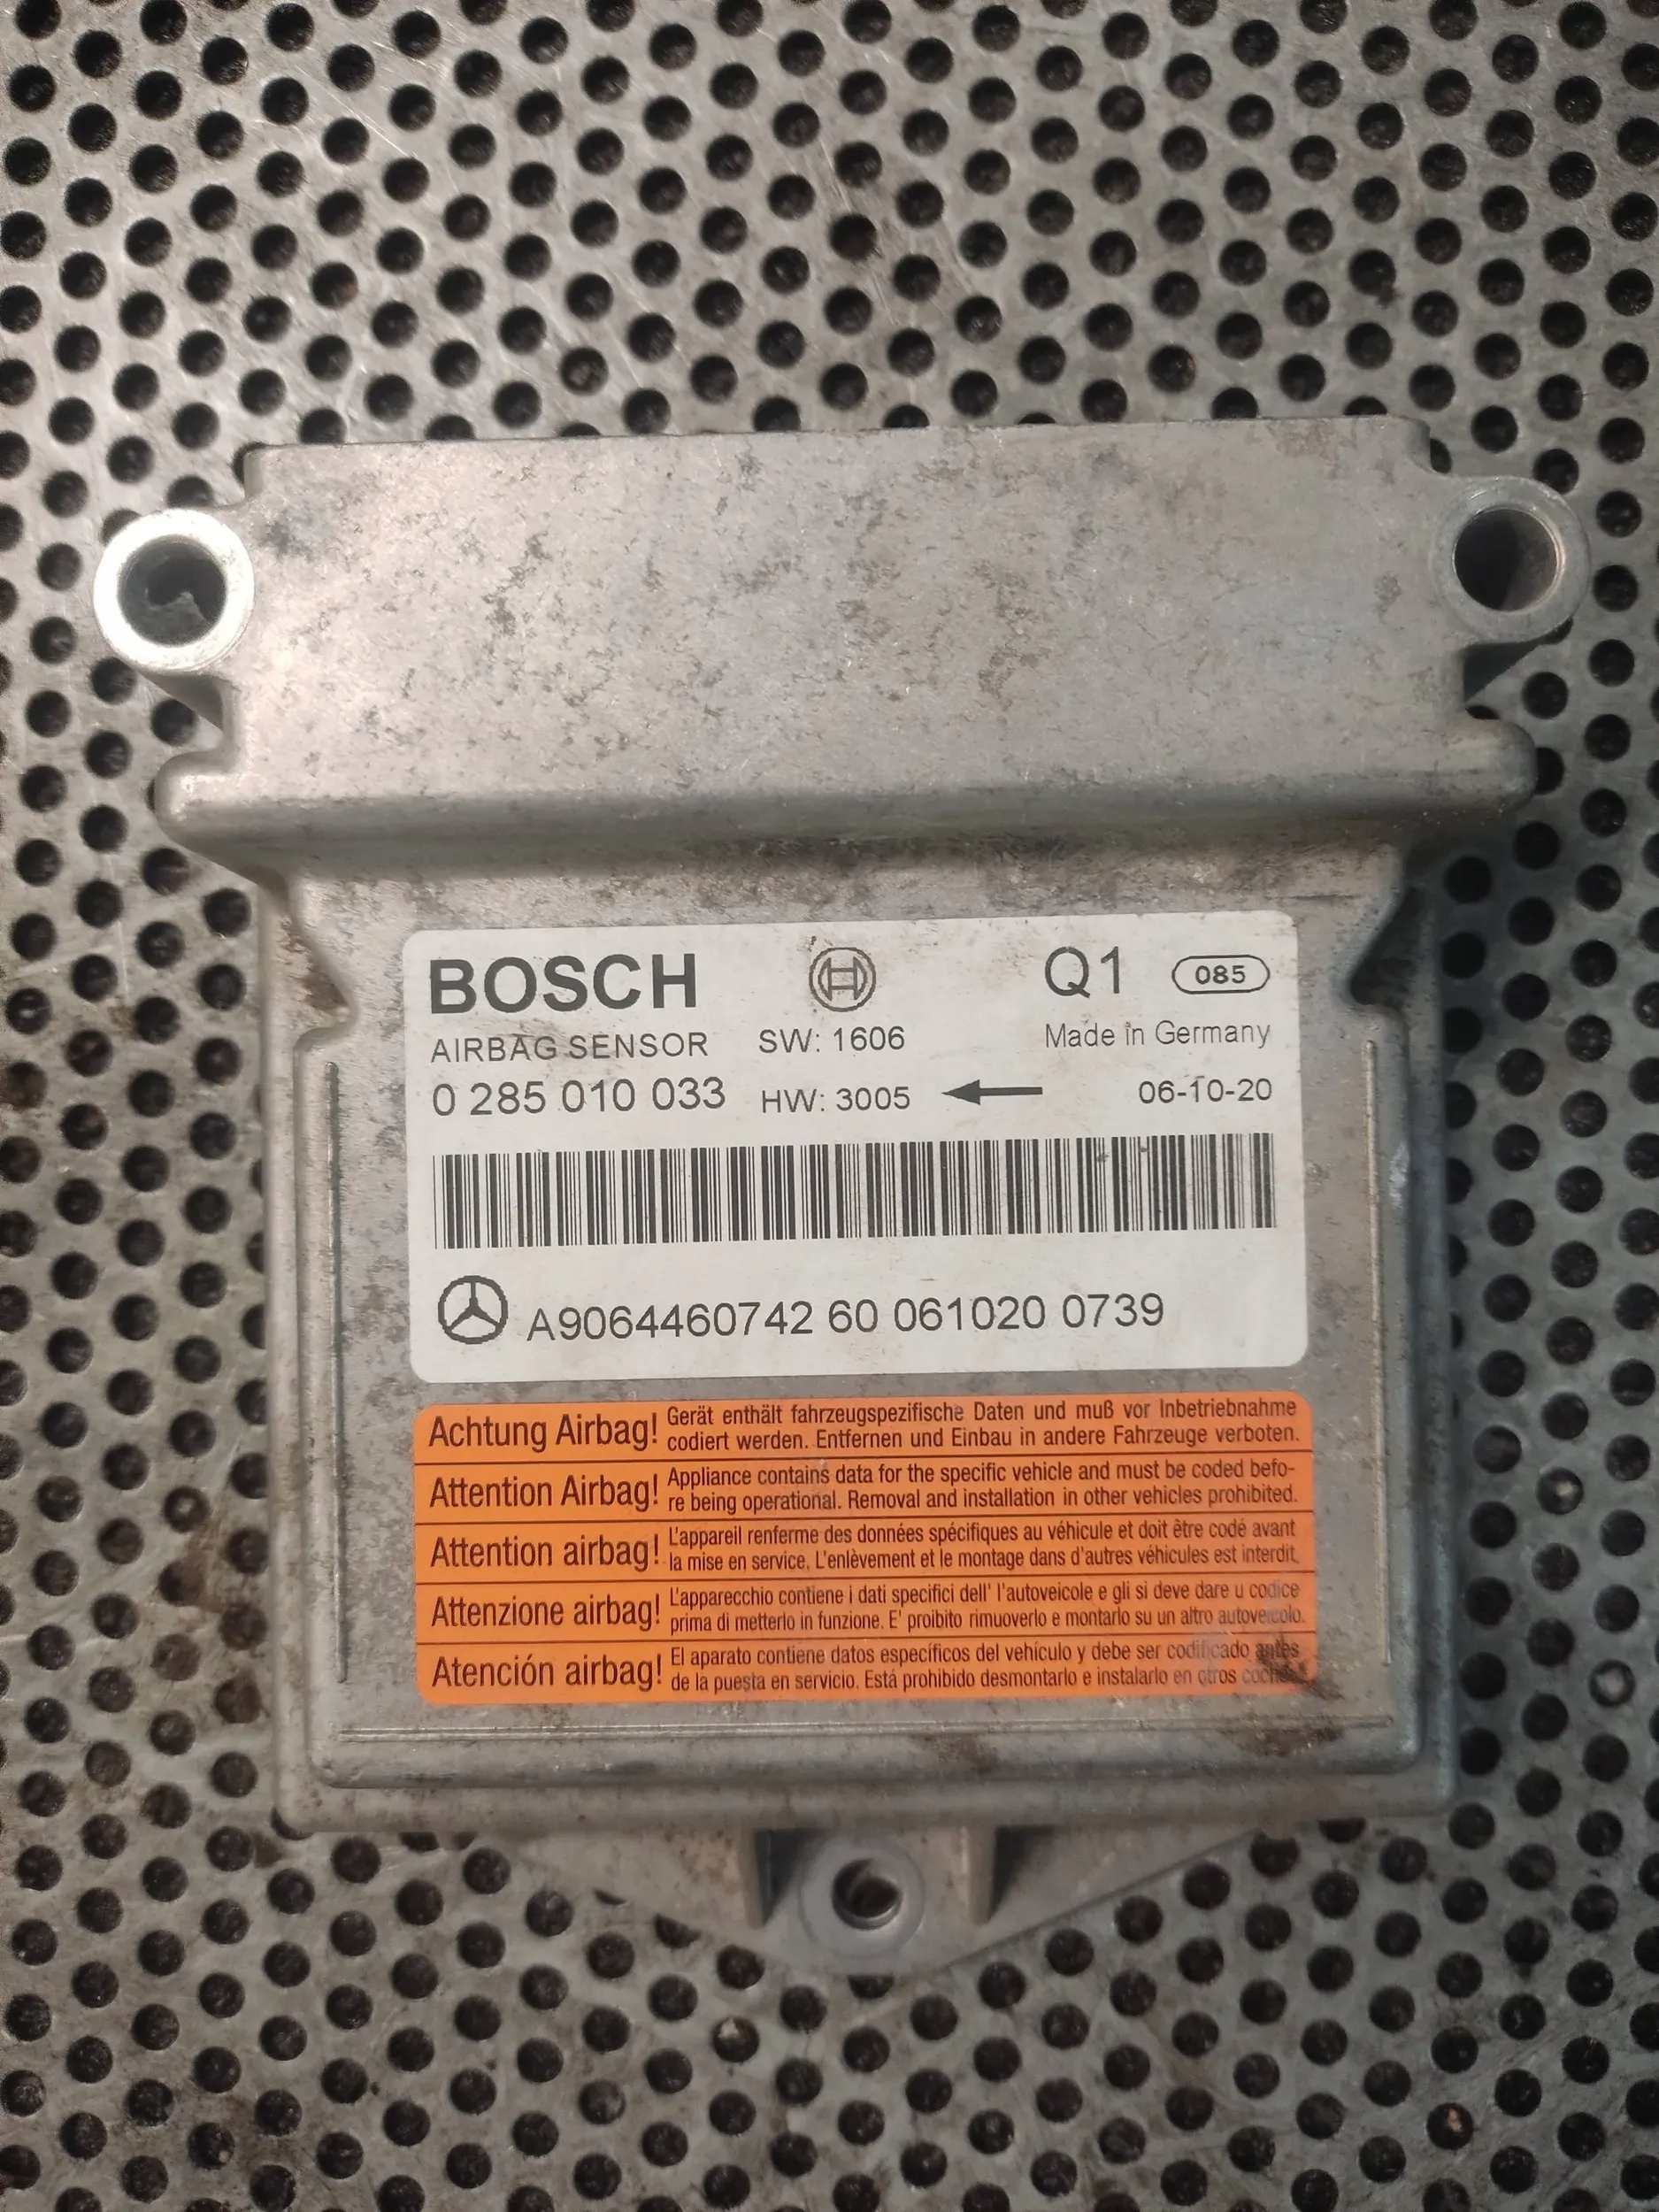 BOSCH Q1 085
AIRBAG SENSOR SW: 1606 Made in Germany
0 285 010 033 HW: 3005 06-10-20
A9064460742 60 061020 0739
Achtung Airbag! Gerät enthält fahrzeugspezifische Daten und muß vor Inbetriebnahme
codiert werden. Entfernen und Einbau in andere Fahrzeuge verboten.
Attention Airbag! Appliance contains data for the specific vehicle and must be coded befo-
re being operational. Removal and installation in other vehicles prohibited.
Attention airbag! L'appareil renferme des données spécifiques au véhicule et doit être codé avant
la mise en service. L'enlèvement et le montage dans d'autres véhicules est interdit.
Attenzione airbag! L'apparecchio contiene i dati specifici dell' l'autoveicole e gli si deve dare u codice
prima di metterlo in funzione. E' proibito rimuoverlo e montarlo su un altro autoveicolo.
Atención airbag! El aparato contiene datos específicos del vehículo y debe ser codificado antes
de la puesta en servicio. Está prohibido desmontarlo e instalarlo en otros coches.